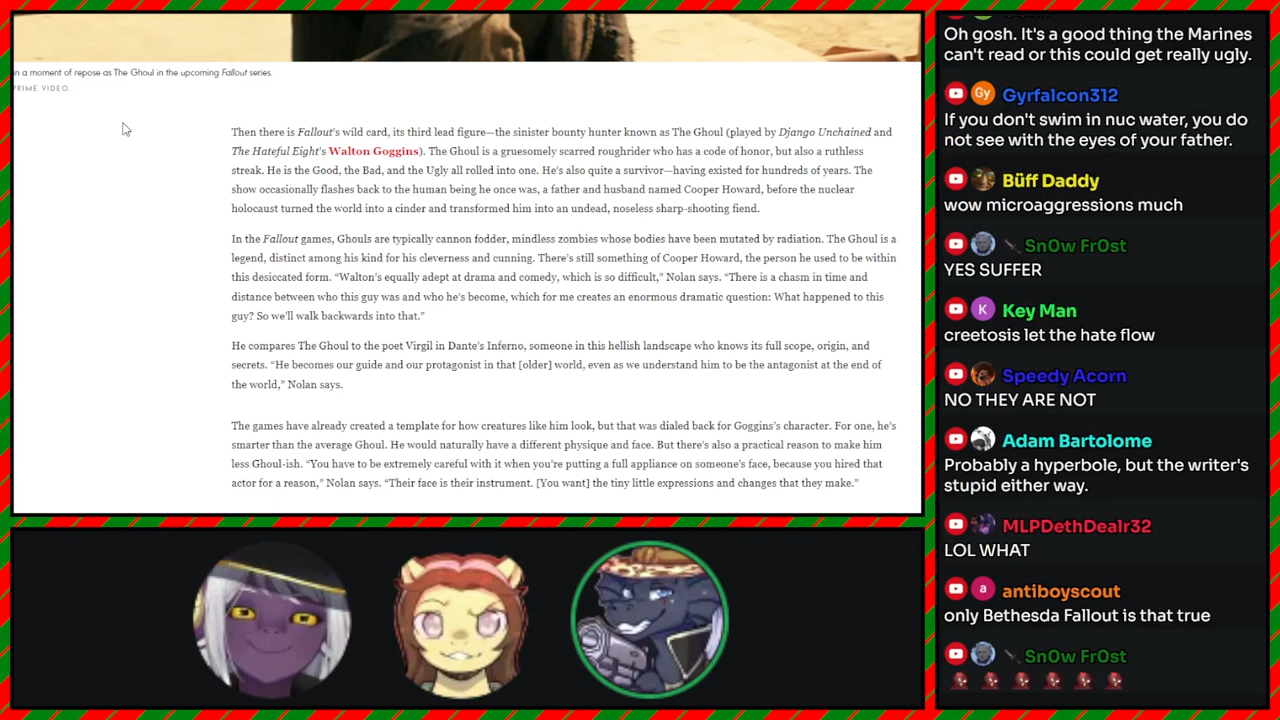 in a moment of repose as The Ghoul in the upcoming Fallout series.
PRIME VIDEO.
Then there is Fallout's wild card, its third lead figure—the sinister bounty hunter known as The Ghoul (played by Django Unchained and
The Hateful Eight's Walton Goggins). The Ghoul is a gruesomely scarred roughrider who has a code of honor, but also a ruthless
streak. He is the Good, the Bad, and the Ugly all rolled into one. He's also quite a survivor—having existed for hundreds of years. The
show occasionally flashes back to the human being he once was, a father and husband named Cooper Howard, before the nuclear
holocaust turned the world into a cinder and transformed him into an undead, noseless sharp-shooting fiend.
In the Fallout games, Ghouls are typically cannon fodder, mindless zombies whose bodies have been mutated by radiation. The Ghoul is a
legend, distinct among his kind for his cleverness and cunning. There's still something of Cooper Howard, the person he used to be within
this desiccated form. “Walton's equally adept at drama and comedy, which is so difficult,” Nolan says. “There is a chasm in time and
distance between who this guy was and who he's become, which for me creates an enormous dramatic question: What happened to this
guy? So we'll walk backwards into that.”
He compares The Ghoul to the poet Virgil in Dante's Inferno, someone in this hellish landscape who knows its full scope, origin, and
secrets. “He becomes our guide and our protagonist in that [older] world, even as we understand him to be the antagonist at the end of
the world,” Nolan says.
The games have already created a template for how creatures like him look, but that was dialed back for Goggins's character. For one, he's
smarter than the average Ghoul. He would naturally have a different physique and face. But there's also a practical reason to make him
less Ghoul-ish. “You have to be extremely careful with it when you're putting a full appliance on someone's face, because you hired that
actor for a reason,” Nolan says. “Their face is their instrument. [You want] the tiny little expressions and changes that they make.”
Oh gosh. It's a good thing the Marines
can't read or this could get really ugly.
Gy Gyrfalcon312
If you don't swim in nuc water, you do
not see with the eyes of your father.
Büff Daddy
wow microaggressions much
Sn0w Fr0st
YES SUFFER
K Key Man
creetosis let the hate flow
Speedy Acorn
NO THEY ARE NOT
Adam Bartolome
Probably a hyperbole, but the writer's
stupid either way.
MLPDethDealr32
LOL WHAT
a antiboyscout
only Bethesda Fallout is that true
Sn0w Fr0st